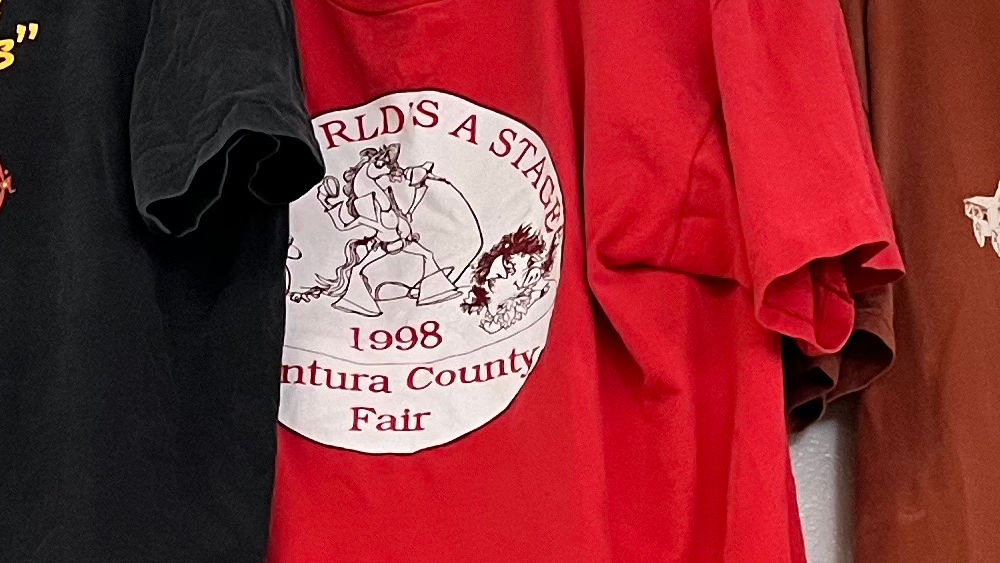 RLD'S A STAGE
1998
ntura County
Fair